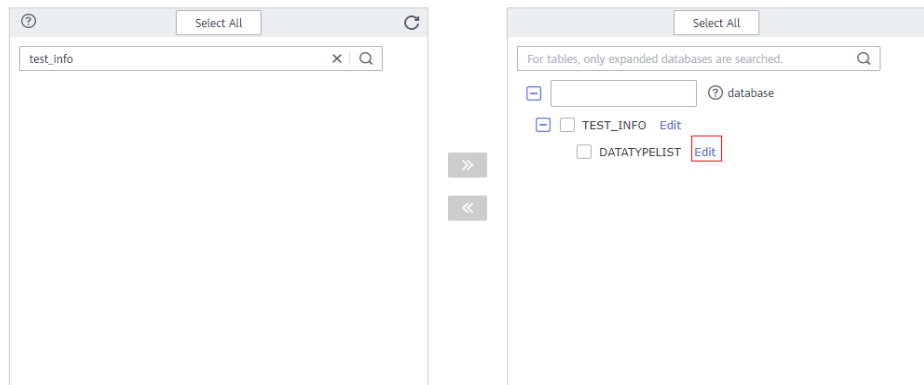 Select All
test_info
Select All
For tables, only expanded databases are searched.
database
TEST_INFO Edit
DATATYPELIST Edit